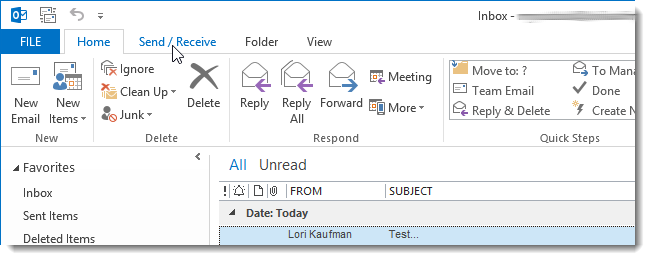 Inbox -
FILE Home Send / Receive Folder View
Ignore Move to: ? To Mana
Meeting
Clean Up Team Email Done
New Email New Items Delete Reply Reply All Forward
Junk More Reply & Delete Create N
New Delete Respond Quick Steps
Favorites All Unread
Inbox ! FROM SUBJECT
Sent Items Date: Today
Deleted Items Lori Kaufman Test...